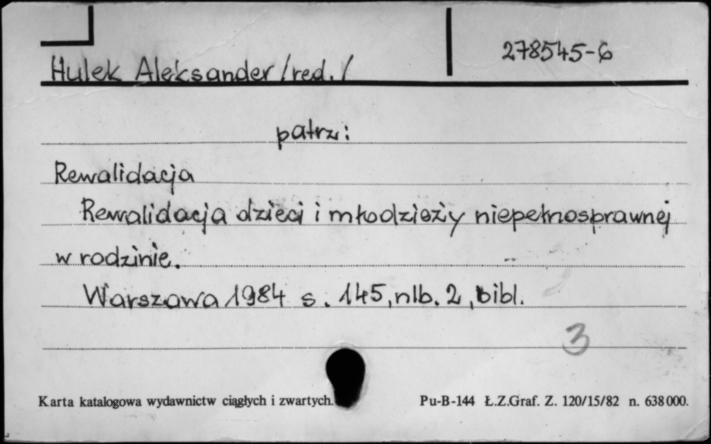 Hulek Aleksander /red./
278545-6
patrz:
Rewalidacja
Rewalidacja dzieci i młodzieży niepełnosprawnej
w rodzinie.
Warszawa 1984 s. 145, nlb. 2, bibl.
3
Karta katalogowa wydawnictw ciągłych i zwartych.
Pu-B-144 Ł.Z.Graf. Z. 120/15/82 n. 638 000.